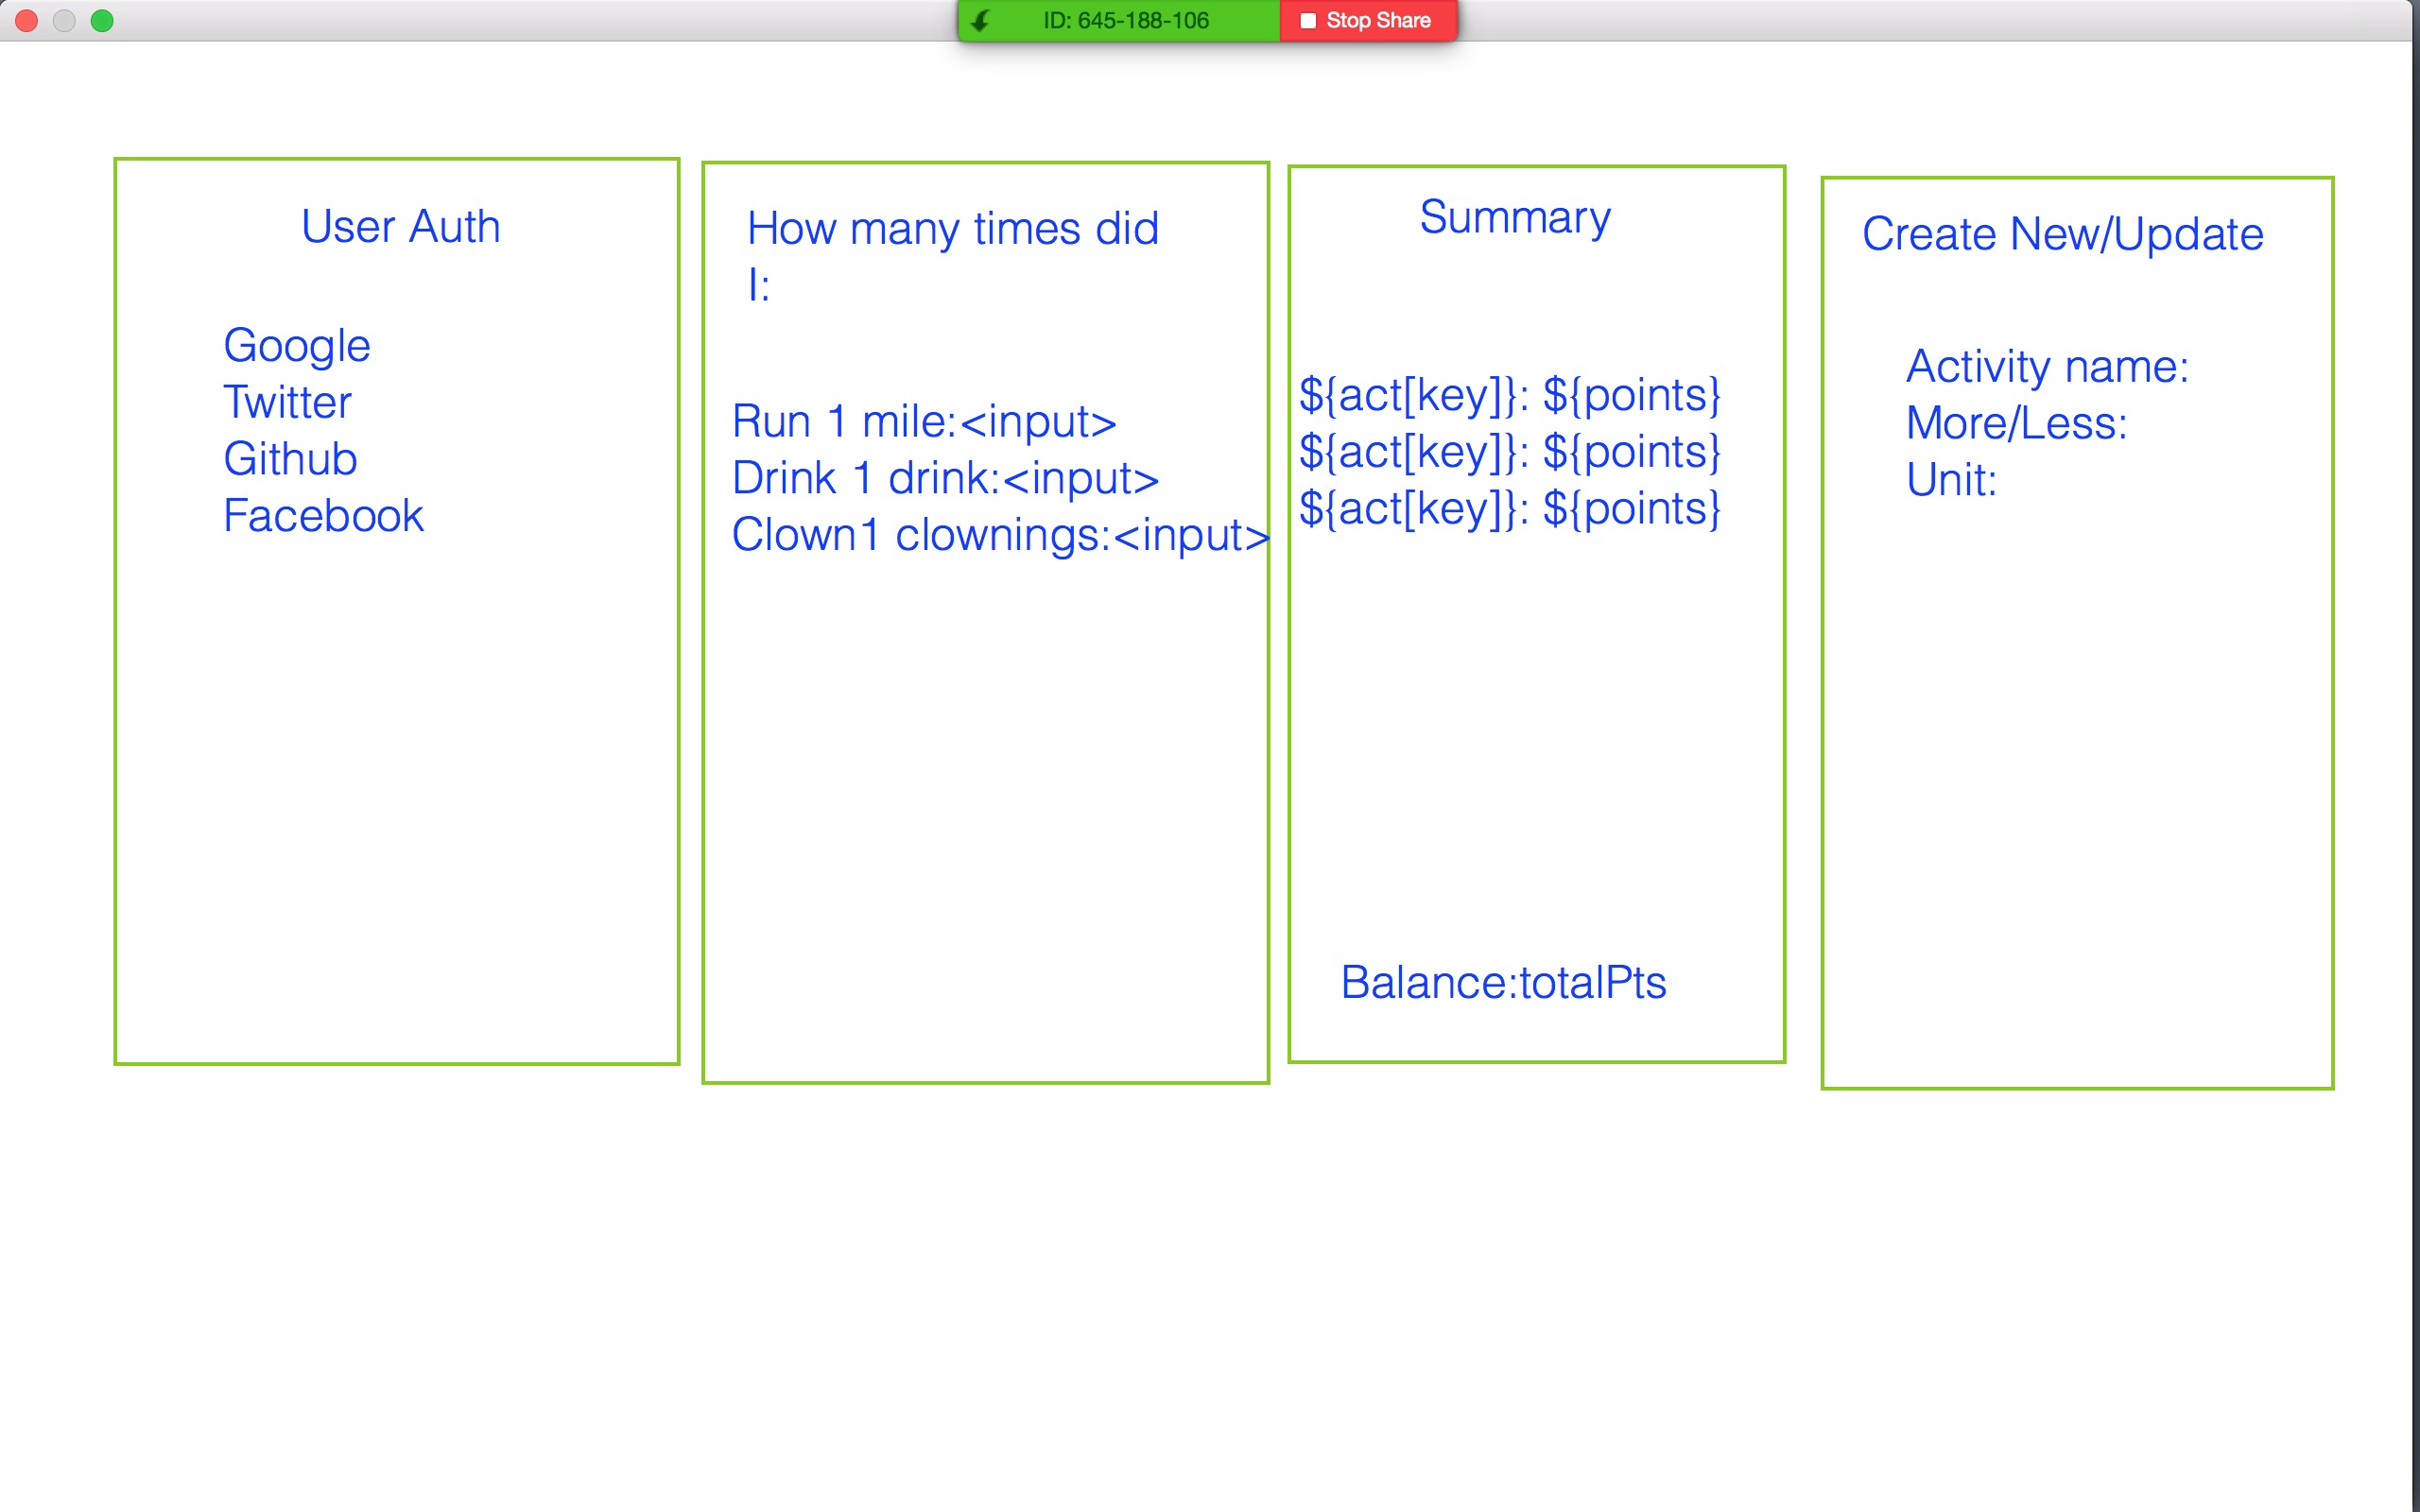 ID: 645-188-106
Stop Share
User Auth
Google
Twitter
Github
Facebook
How many times did
I:
Run 1 mile:<input>
Drink 1 drink:<input>
Clown1 clownings:<input>
Summary
${act[key]}: ${points}
${act[key]}: ${points}
${act[key]}: ${points}
Balance:totalPts
Create New/Update
Activity name:
More/Less:
Unit: